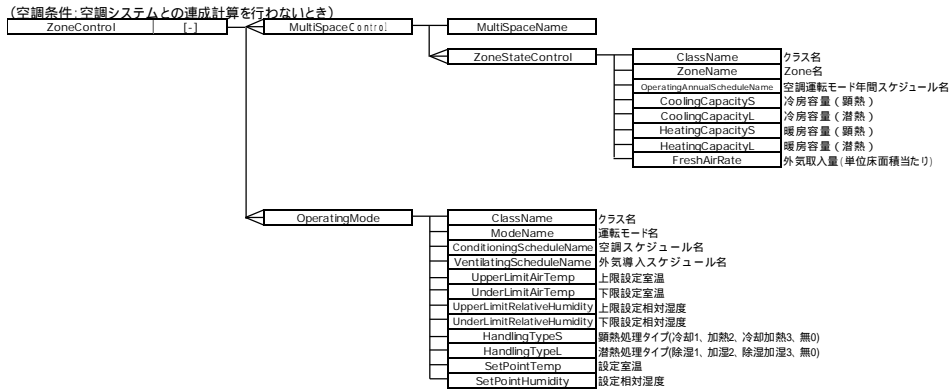 (空調条件:空調システムとの連成計算を行わないとき)
ZoneControl [-] MultiSpaceControl MultiSpaceName
ZoneStateControl ClassName クラス名
ZoneName Zone名
OperatingAnnualScheduleName 空調運転モード年間スケジュール名
CoolingCapacityS 冷房容量(顕熱)
CoolingCapacityL 冷房容量(潜熱)
HeatingCapacityS 暖房容量(顕熱)
HeatingCapacityL 暖房容量(潜熱)
FreshAirRate 外気取入量(単位床面積当たり)
OperatingMode ClassName クラス名
ModeName 運転モード名
ConditioningScheduleName 空調スケジュール名
VentilatingScheduleName 外気導入スケジュール名
UpperLimitAirTemp 上限設定室温
UnderLimitAirTemp 下限設定室温
UpperLimitRelativeHumidity 上限設定相対湿度
UnderLimitRelativeHumidity 下限設定相対湿度
HandlingTypeS 顕熱処理タイプ(冷却1、加熱2、冷却加熱3、無0)
HandlingTypeL 潜熱処理タイプ(除湿1、加湿2、除湿加湿3、無0)
SetPointTemp 設定室温
SetPointHumidity 設定相対湿度